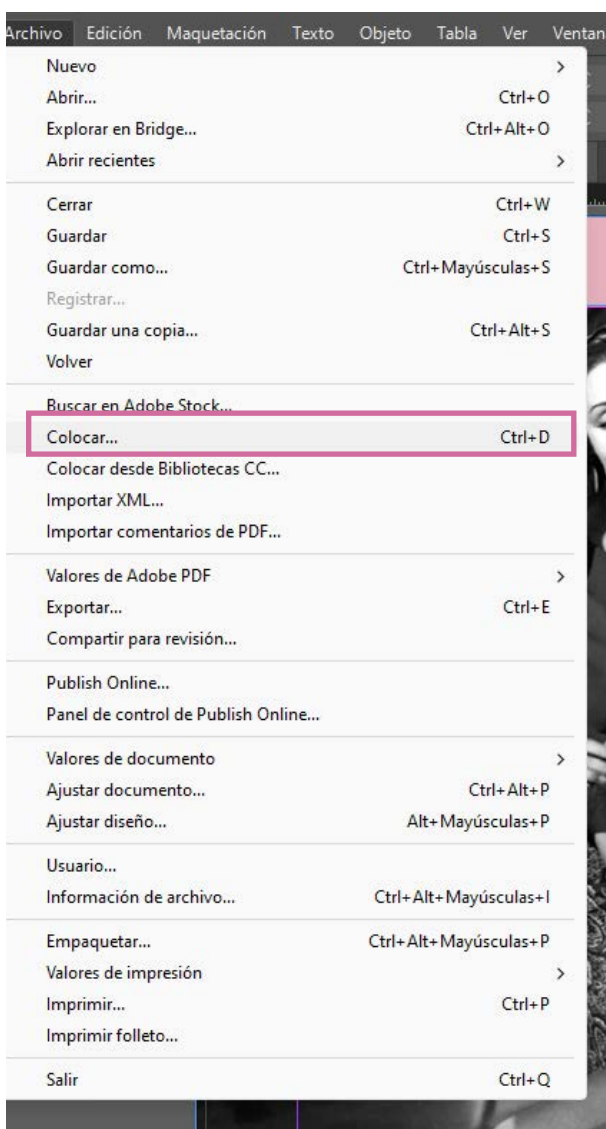 Archivo Edición Maquetación Texto Objeto Tabla Ver Ventan
Nuevo >
Abrir... Ctrl+O
Explorar en Bridge... Ctrl+Alt+O
Abrir recientes >
Cerrar Ctrl+W
Guardar Ctrl+S
Guardar como... Ctrl+Mayúsculas+S
Registrar...
Guardar una copia... Ctrl+Alt+S
Volver
Buscar en Adobe Stock...
Colocar... Ctrl+D
Colocar desde Bibliotecas CC...
Importar XML...
Importar comentarios de PDF...
Valores de Adobe PDF >
Exportar... Ctrl+E
Compartir para revisión...
Publish Online...
Panel de control de Publish Online...
Valores de documento >
Ajustar documento... Ctrl+Alt+P
Ajustar diseño... Alt+Mayúsculas+P
Usuario...
Información de archivo... Ctrl+Alt+Mayúsculas+I
Empaquetar... Ctrl+Alt+Mayúsculas+P
Valores de impresión >
Imprimir... Ctrl+P
Imprimir folleto...
Salir Ctrl+Q